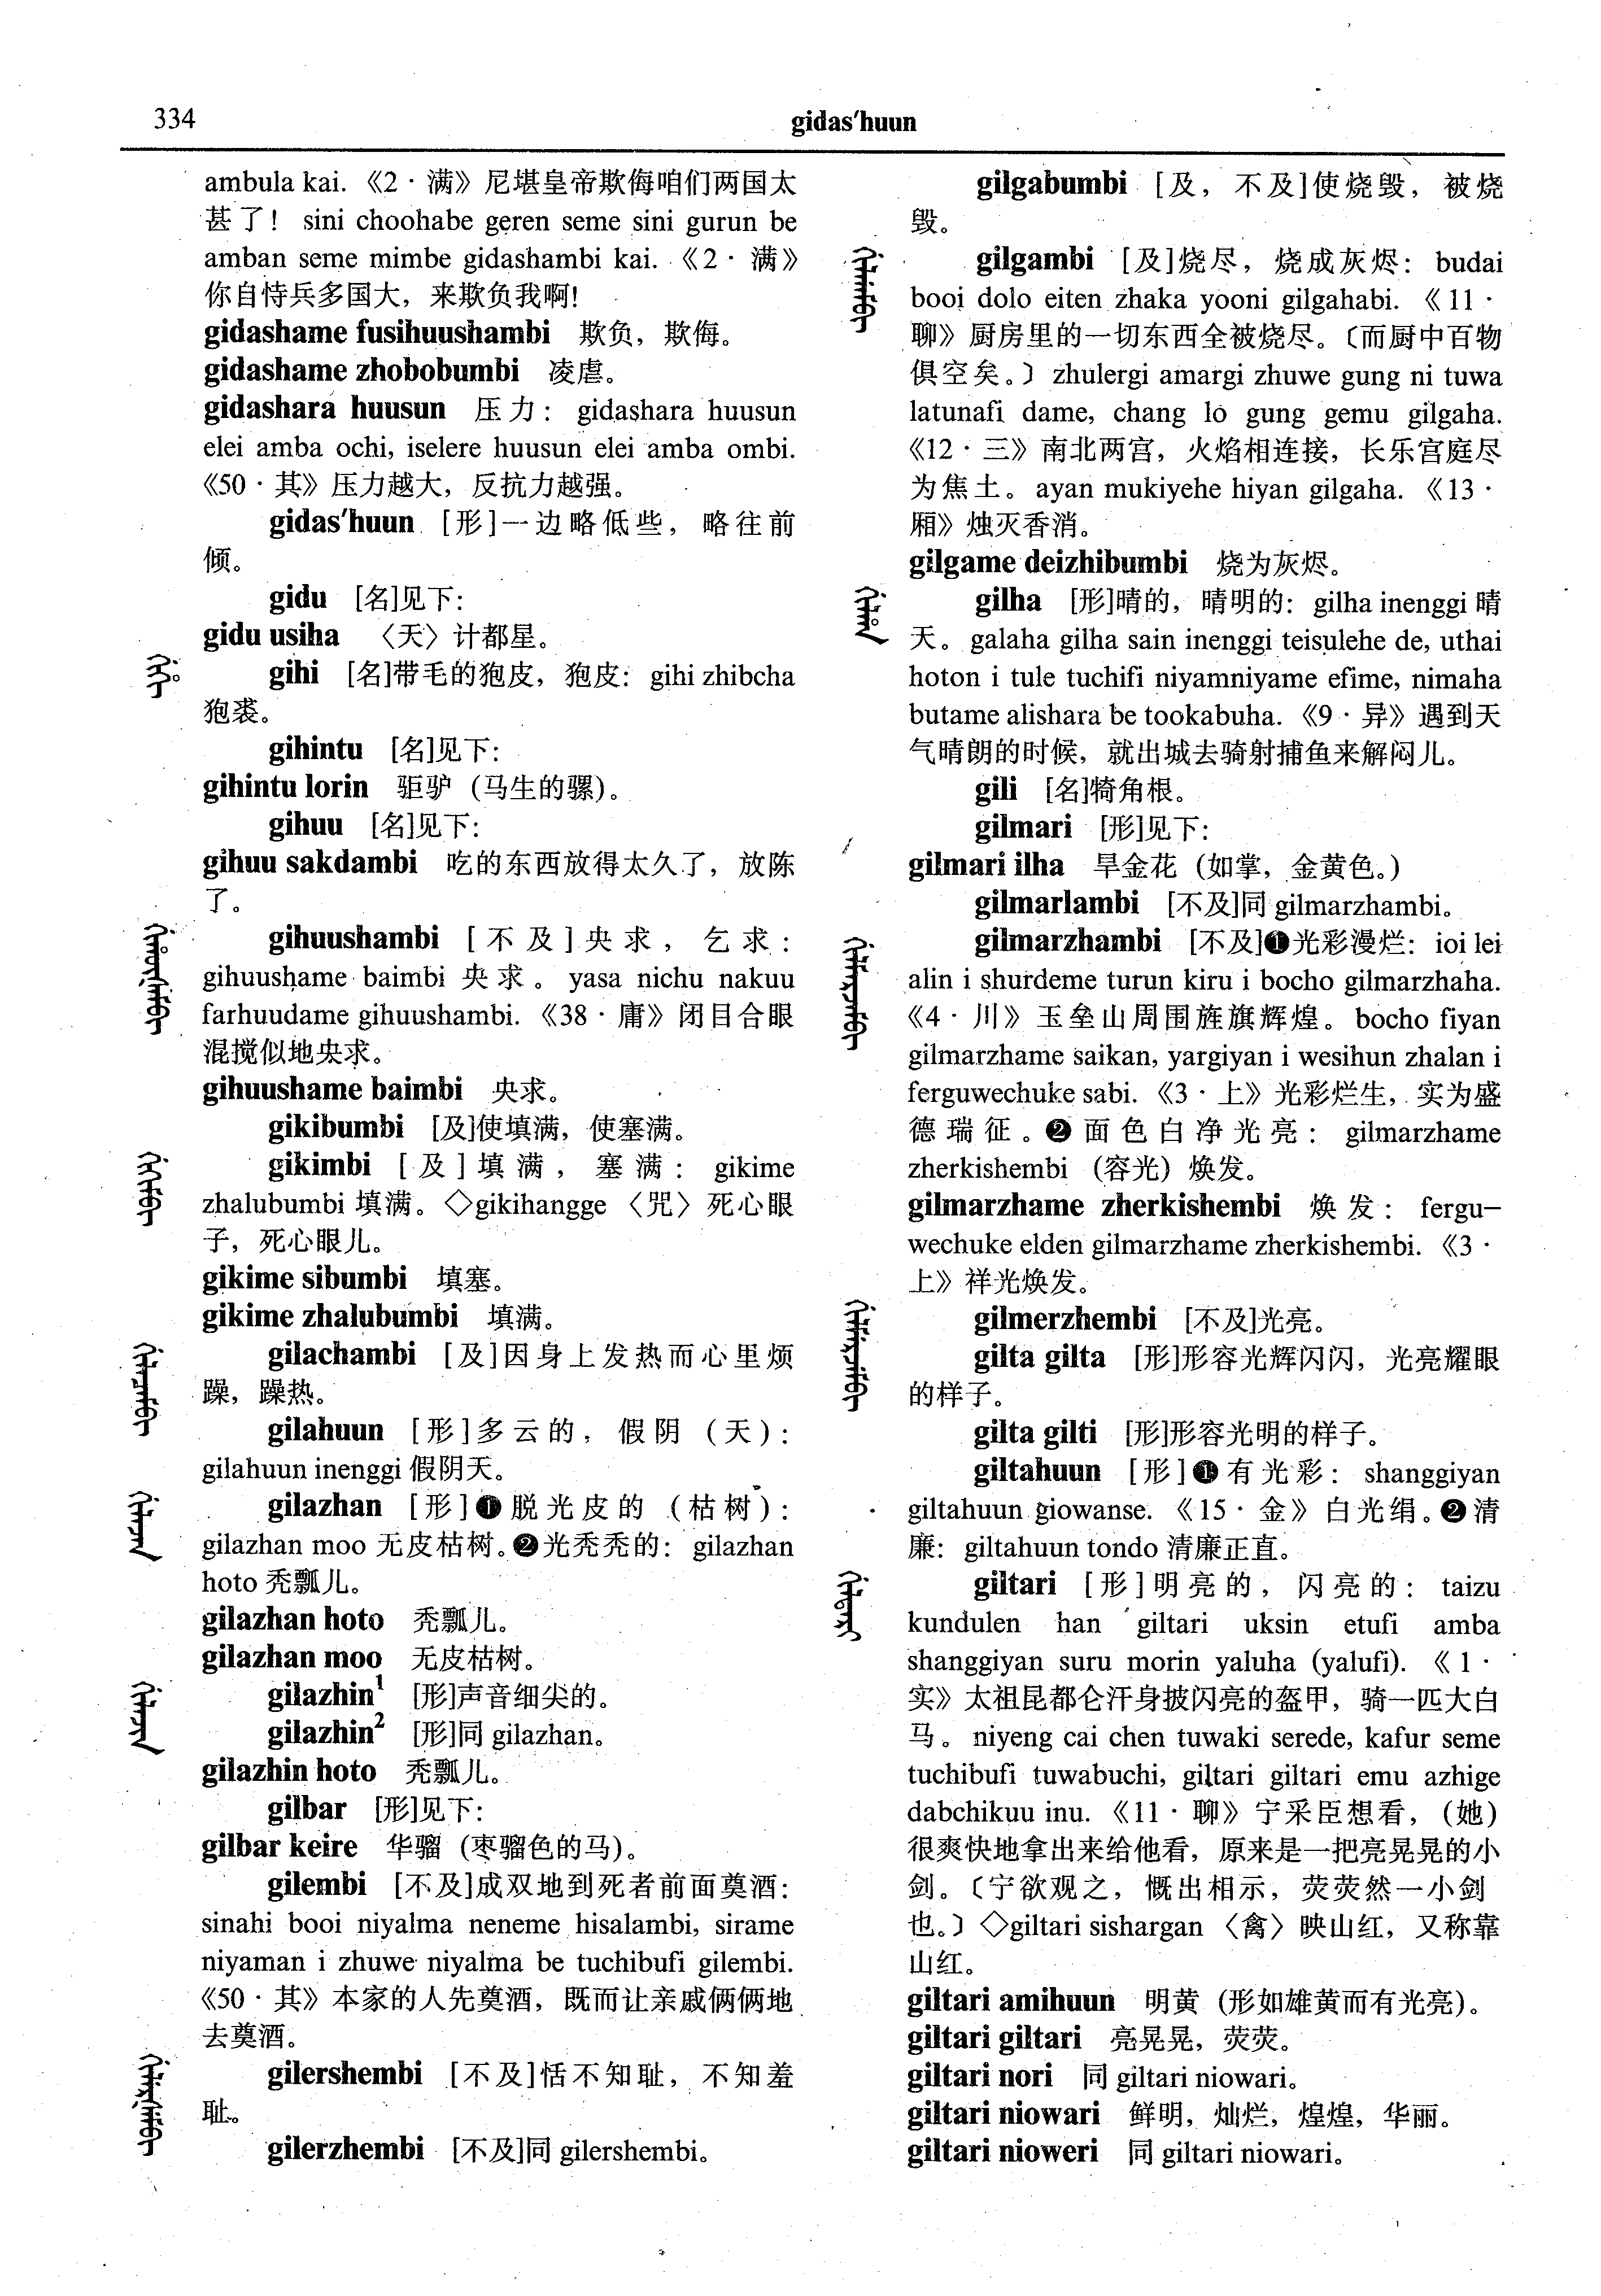 334
gidas'huun
ambula kai. 《2·满》尼堪皇帝欺侮咱们两国太
甚了! sini choohabe geren seme sini gurun be
amban seme mimbe gidashambi kai. 《2·满》
你自恃兵多国大，来欺负我啊!
gidashame fusihuushambi 欺负，欺侮。
gidashame zhobobumbi 凌虐。
gidashara huusun 压力: gidashara huusun
elei amba ochi, iselere huusun elei amba ombi.
《50·其》压力越大，反抗力越强。
gidas'huun [形]一边略低些，略往前
倾。
gidu [名]见下:
gidu usiha 〈天〉计都星。
gihi [名]带毛的狍皮，狍皮: gihi zhibcha
狍裘。
gihintu [名]见下:
gihintu lorin 駏驴 (马生的骡)。
gihuu [名]见下:
gihuu sakdambi 吃的东西放得太久了，放陈
了。
gihuushambi [不及]央求，乞求:
gihuushame baimbi 央求。yasa nichu nakuu
farhuudame gihuushambi. 《38·庸》闭目合眼
混搅似地央求。
gihuushame baimbi 央求。
gikibumbi [及]使填满，使塞满。
gikimbi [及]填满，塞满: gikime
zhalubumbi 填满。◇gikihangge 〈咒〉死心眼
子，死心眼儿。
gikime sibumbi 填塞。
gikime zhalubumbi 填满。
gilachambi [及]因身上发热而心里烦
躁，躁热。
gilahuun [形]多云的，假阴 (天):
gilahuun inenggi 假阴天。
gilazhan [形]❶脱光皮的 (枯树):
gilazhan moo 无皮枯树。❷光秃秃的: gilazhan
hoto 秃瓢儿。
gilazhan hoto 秃瓢儿。
gilazhan moo 无皮枯树。
gilazhin¹ [形]声音细尖的。
gilazhin² [形]同 gilazhan。
gilazhin hoto 秃瓢儿。
gilbar [形]见下:
gilbar keire 华骝 (枣骝色的马)。
gilembi [不及]成双地到死者前面奠酒:
sinahi booi niyalma neneme hisalambi, sirame
niyaman i zhuwe niyalma be tuchibufi gilembi.
《50·其》本家的人先奠酒，既而让亲戚俩俩地
去奠酒。
gilershembi [不及]恬不知耻，不知羞
耻。
gilerzhembi [不及]同 gilershembi。
gilgabumbi [及，不及]使烧毁，被烧
毁。
gilgambi [及]烧尽，烧成灰烬: budai
booi dolo eiten zhaka yooni gilgahabi. 《11·
聊》厨房里的一切东西全被烧尽。〔而厨中百物
俱空矣。〕zhulergi amargi zhuwe gung ni tuwa
latunafi dame, chang lo gung gemu gilgaha.
《12·三》南北两宫，火焰相连接，长乐宫庭尽
为焦土。ayan mukiyehe hiyan gilgaha. 《13·
厢》烛灭香消。
gilgame deizhibumbi 烧为灰烬。
gilha [形]晴的，晴明的: gilha inenggi 晴
天。galaha gilha sain inenggi teisulehe de, uthai
hoton i tule tuchifi niyamniyame efime, nimaha
butame alishara be tookabuha. 《9·异》遇到天
气晴朗的时候，就出城去骑射捕鱼来解闷儿。
gili [名]犄角根。
gilmari [形]见下:
gilmari ilha 旱金花 (如掌，金黄色。)
gilmarlambi [不及]同 gilmarzhambi。
gilmarzhambi [不及]❶光彩漫烂: ioi lei
alin i shurdeme turun kiru i bocho gilmarzhaha.
《4·川》玉垒山周围旌旗辉煌。bocho fiyan
gilmarzhame saikan, yargiyan i wesihun zhalan i
ferguwechuke sabi. 《3·上》光彩烂生，实为盛
德瑞征。❷面色白净光亮: gilmarzhame
zherkishembi (容光) 焕发。
gilmarzhame zherkishembi 焕发: fergu-
wechuke elden gilmarzhame zherkishembi. 《3·
上》祥光焕发。
gilmerzhembi [不及]光亮。
gilta gilta [形]形容光辉闪闪，光亮耀眼
的样子。
gilta gilti [形]形容光明的样子。
giltahuun [形]❶有光彩: shanggiyan
giltahuun giowanse. 《15·金》白光绢。❷清
廉: giltahuun tondo 清廉正直。
giltari [形]明亮的，闪亮的: taizu
kundulen han giltari uksin etufi amba
shanggiyan suru morin yaluha (yalufi). 《1·
实》太祖昆都仑汗身披闪亮的盔甲，骑一匹大白
马。niyeng cai chen tuwaki serede, kafur seme
tuchibufi tuwabuchi, giltari giltari emu azhige
dabchikuu inu. 《11·聊》宁采臣想看，(她)
很爽快地拿出来给他看，原来是一把亮晃晃的小
剑。〔宁欲观之，慨出相示，荧荧然一小剑
也。〕◇giltari sishargan 〈禽〉映山红，又称靠
山红。
giltari amihuun 明黄 (形如雄黄而有光亮)。
giltari giltari 亮晃晃，荧荧。
giltari nori 同 giltari niowari。
giltari niowari 鲜明，灿烂，煌煌，华丽。
giltari nioweri 同 giltari niowari。